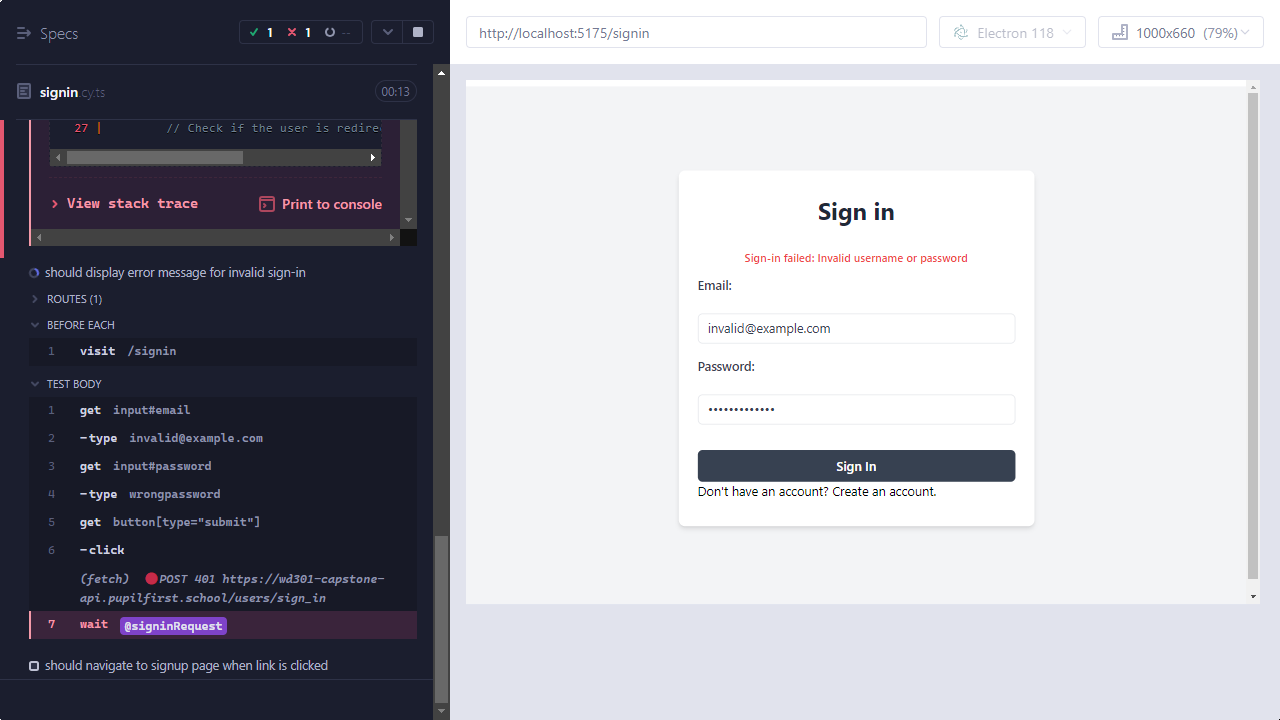 Specs
1
1
--
http://localhost:5175/signin
Electron 118
1000x660 (79%)
signin.cy.ts
00:13
27 | // Check if the user is redire
View stack trace
Print to console
should display error message for invalid sign-in
ROUTES (1)
BEFORE EACH
1 visit /signin
TEST BODY
1 get input#email
2 -type invalid@example.com
3 get input#password
4 -type wrongpassword
5 get button[type="submit"]
6 -click
(fetch) POST 401 https://wd301-capstone-
api.pupilfirst.school/users/sign_in
7 wait @signinRequest
should navigate to signup page when link is clicked
Sign in
Sign-in failed: Invalid username or password
Email:
invalid@example.com
Password:
•••••••••••••
Sign In
Don't have an account? Create an account.